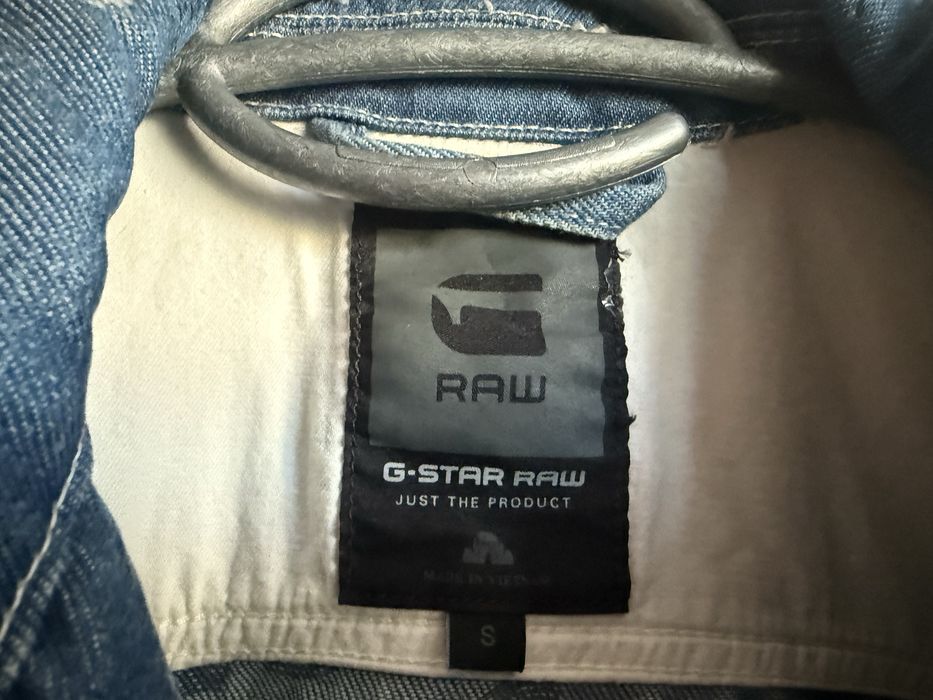 RAW
G-STAR RAW
JUST THE PRODUCT
MADE IN VIETNAM
S